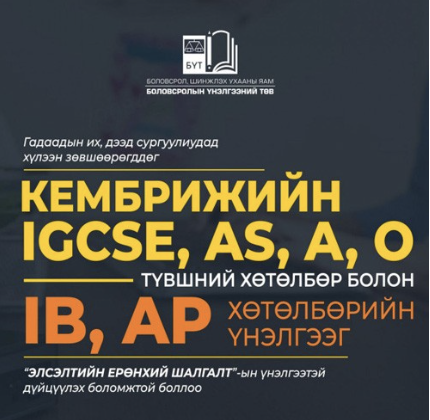 БҮТ
БОЛОВСРОЛ, ШИНЖЛЭХ УХААНЫ ЯАМ
БОЛОВСРОЛЫН ҮНЭЛГЭЭНИЙ ТӨВ
Гадаадын их, дээд сургуулиудад
хүлээн зөвшөөрөгддөг
КЕМБРИЖИЙН
IGCSE, AS, A, O
ТҮВШНИЙ ХӨТӨЛБӨР БОЛОН
IB, AP ХӨТӨЛБӨРИЙН
ҮНЭЛГЭЭГ
“ЭЛСЭЛТИЙН ЕРӨНХИЙ ШАЛГАЛТ”-ын үнэлгээтэй
дүйцүүлэх боломжтой боллоо